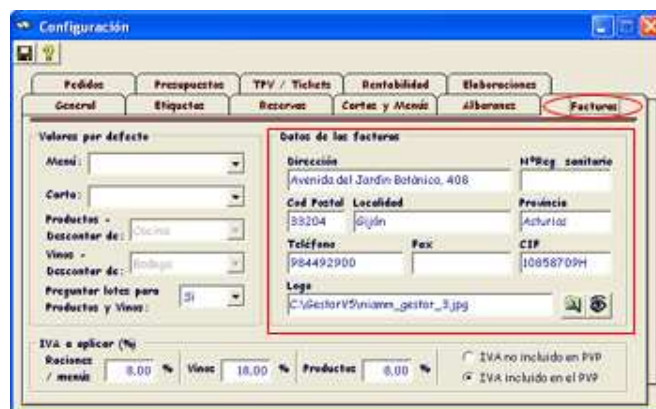 Configuración
Pedidos Presupuestos TPV / Tickets Rentabilidad Elaboraciones
General Etiquetas Reservas Cartas y Menús Albaranes Facturas
Valores por defecto
Menú:
Carta:
Productos -
Descontar de: Cocina
Vinos -
Descontar de: Bodega
Preguntar lotes para
Productos y Vinos: Si
Datos de las facturas
Dirección NºReg sanitario
Avenida del Jardín Botánico, 408
Cod Postal Localidad Provincia
33204 Gijón Asturias
Teléfono Fax CIF
984492900 10858709H
Logo
C:\GestorV5\niamm_gestor_3.jpg
IVA a aplicar (%)
Raciones
/ menús 8,00 % Vinos 18,00 % Productos 8,00 %
IVA no incluido en PVP
IVA incluido en el PVP